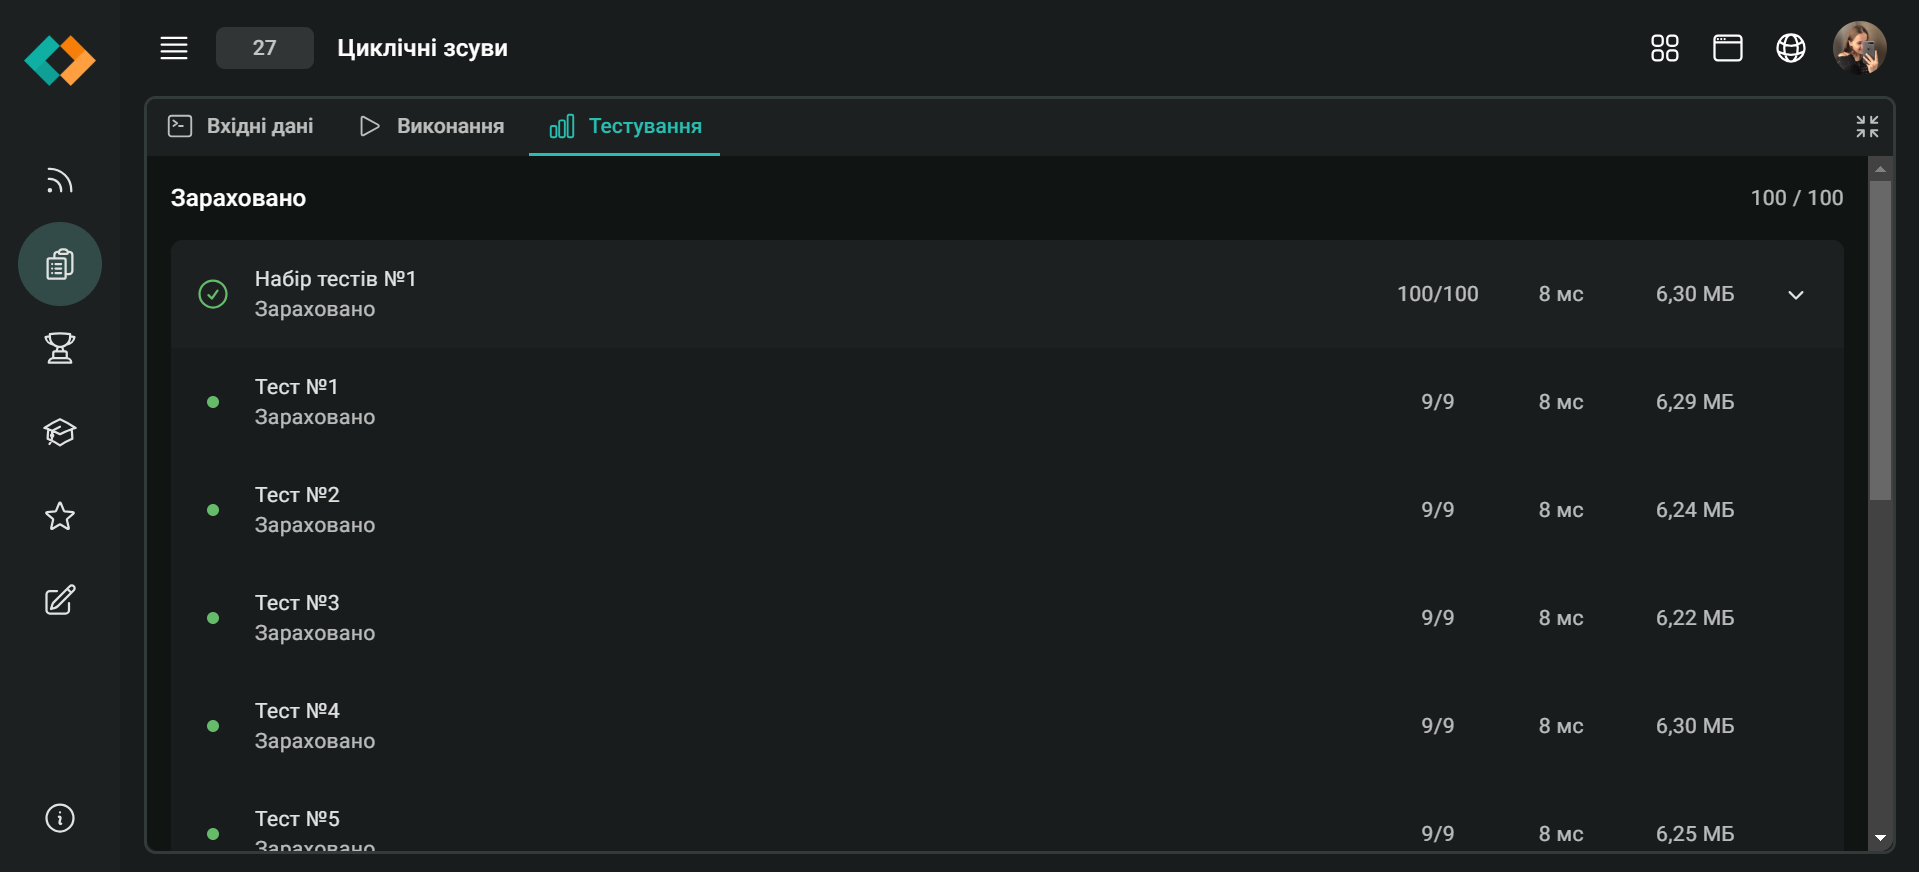 27 Циклічні зсуви
Вхідні дані Виконання Тестування
Зараховано 100 / 100
Набір тестів №1
Зараховано
100/100 8 мс 6,30 МБ
Тест №1
Зараховано
9/9 8 мс 6,29 МБ
Тест №2
Зараховано
9/9 8 мс 6,24 МБ
Тест №3
Зараховано
9/9 8 мс 6,22 МБ
Тест №4
Зараховано
9/9 8 мс 6,30 МБ
Тест №5
Зараховано
9/9 8 мс 6,25 МБ